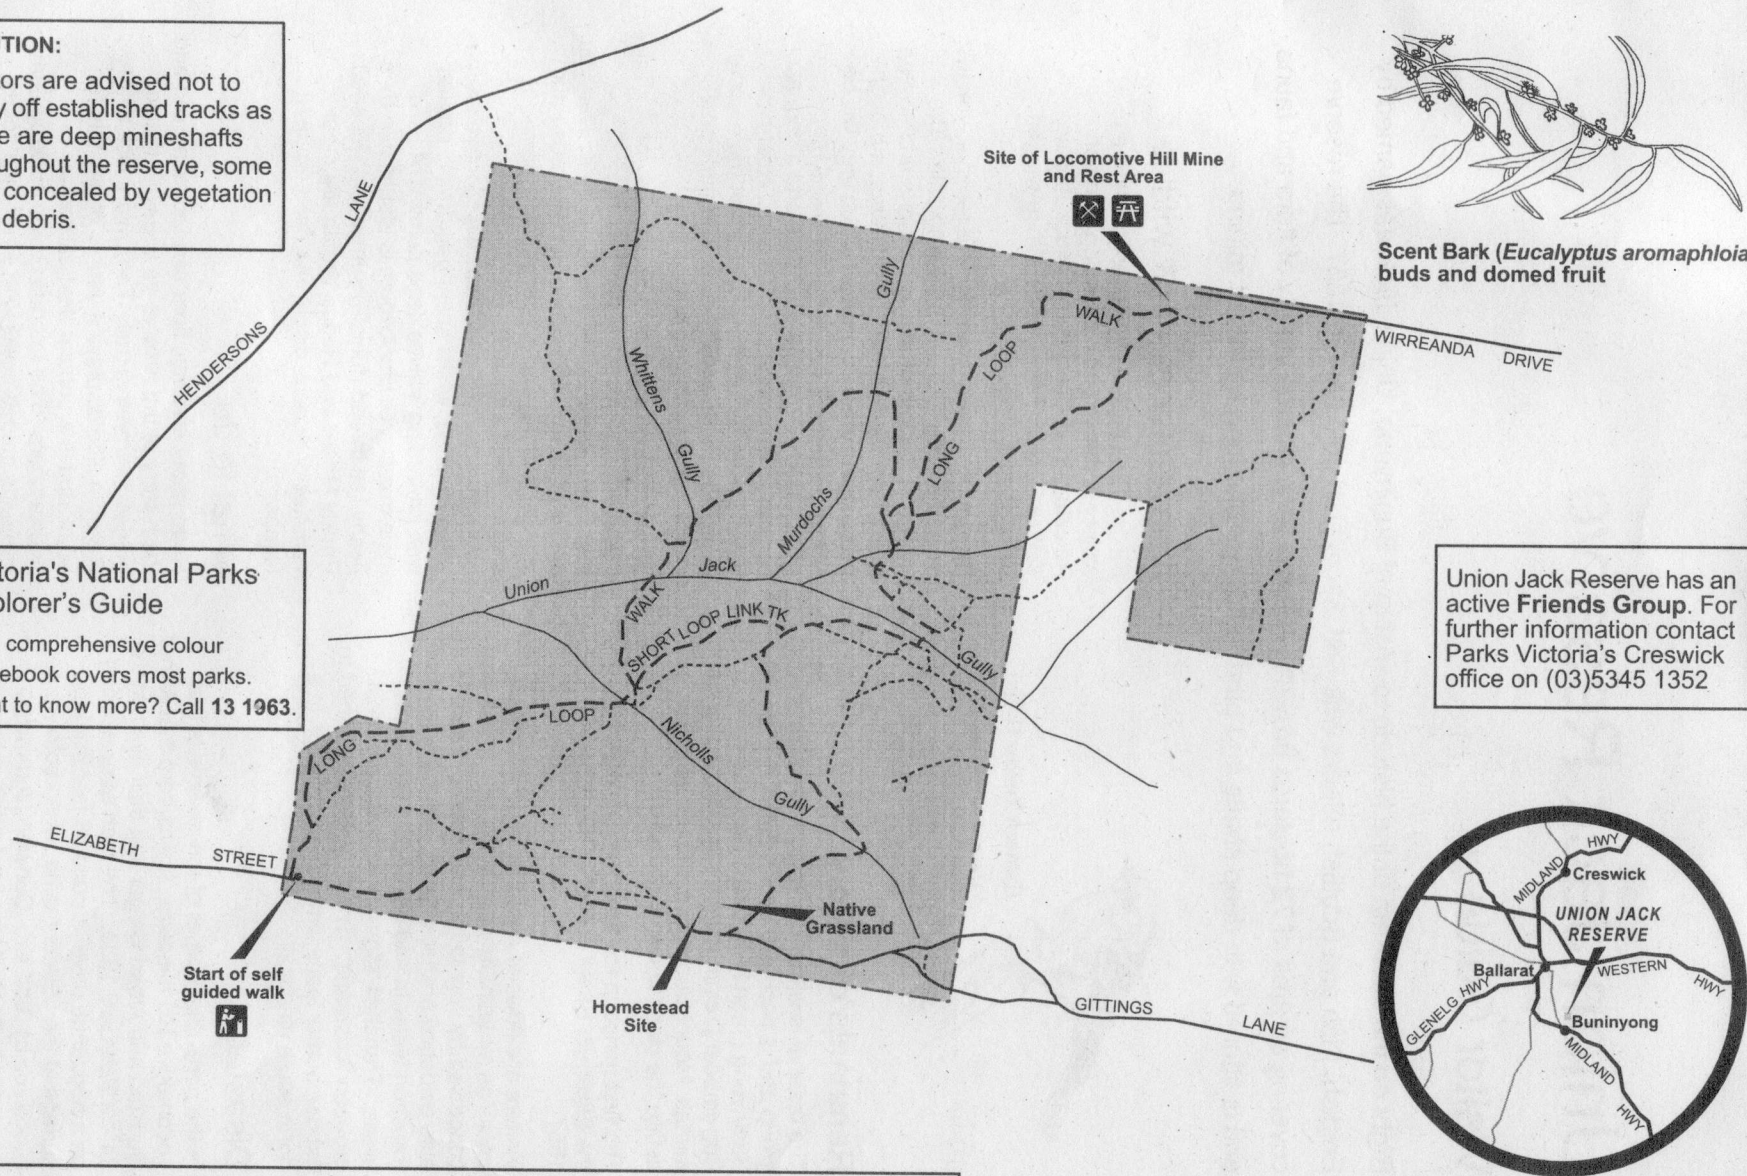 TION:
ors are advised not to
y off established tracks as
e are deep mineshafts
ughout the reserve, some
concealed by vegetation
debris.
HENDERSONS LANE
Site of Locomotive Hill Mine
and Rest Area
Scent Bark (Eucalyptus aromaphloia
buds and domed fruit
WIRREANDA DRIVE
LOOP
WALK
LONG
Whittens
Gully
Gully
Murdochs
Union
Jack
Gully
WALK
SHORT LOOP LINK TK
LOOP
LONG
Nicholls
Gully
toria's National Parks
plorer's Guide
comprehensive colour
ebook covers most parks.
t to know more? Call 13 1963.
Union Jack Reserve has an
active Friends Group. For
further information contact
Parks Victoria's Creswick
office on (03)5345 1352
ELIZABETH STREET
Start of self
guided walk
Homestead
Site
Native
Grassland
GITTINGS LANE
HWY
MIDLAND
Creswick
UNION JACK
RESERVE
Ballarat
WESTERN
HWY
GLENELG HWY
Buninyong
MIDLAND
HWY